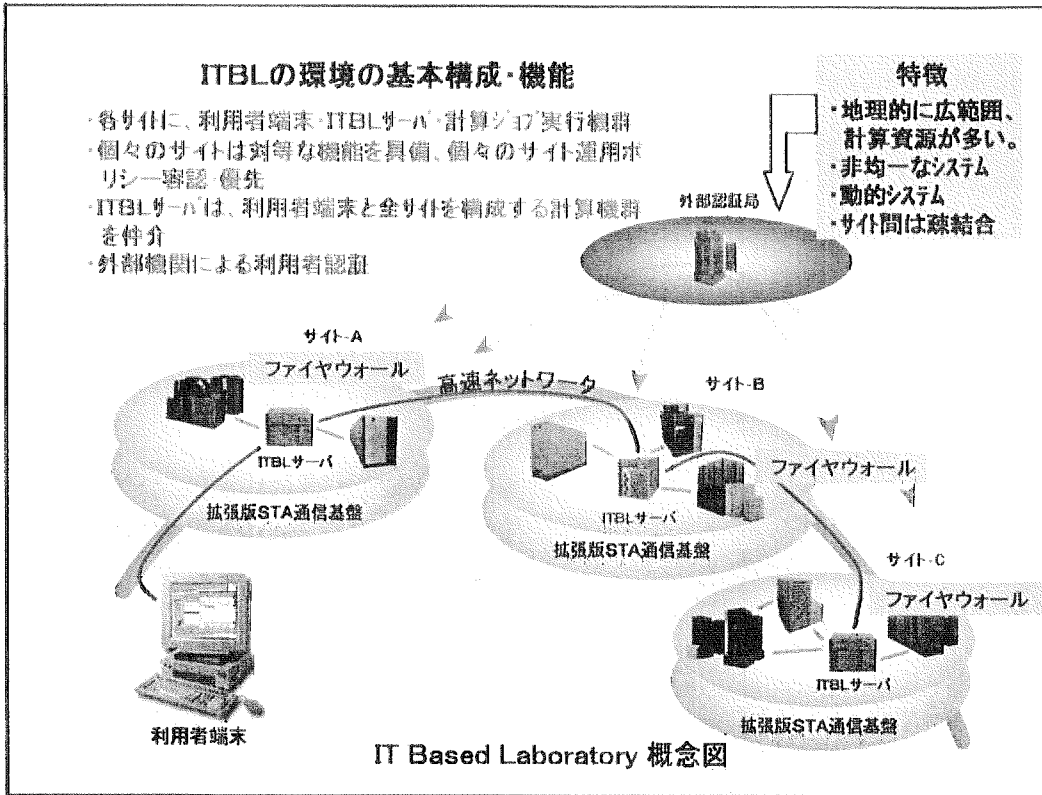 ITBLの環境の基本構成・機能
・各サイトに、利用者端末・ITBLサーバ・計算ジョブ実行機群
・個々のサイトは対等な機能を具備、個々のサイト運用ポ
リシー容認・優先
・ITBLサーバは、利用者端末と全サイトを構成する計算機群
を仲介
・外部機関による利用者認証
特徴
・地理的に広範囲、
計算資源が多い。
・非均一なシステム
・動的システム
・サイト間は疎結合
外部認証局
サイト-A
ファイヤウォール
高速ネットワータ
サイト-B
ITBLサーバ
ファイヤウォール
拡張版STA通信基盤
ITBLサーバ
拡張版STA通信基盤
サイト-C
ファイヤウォール
ITBLサーバ
拡張版STA通信基盤
利用者端末
IT Based Laboratory 概念図